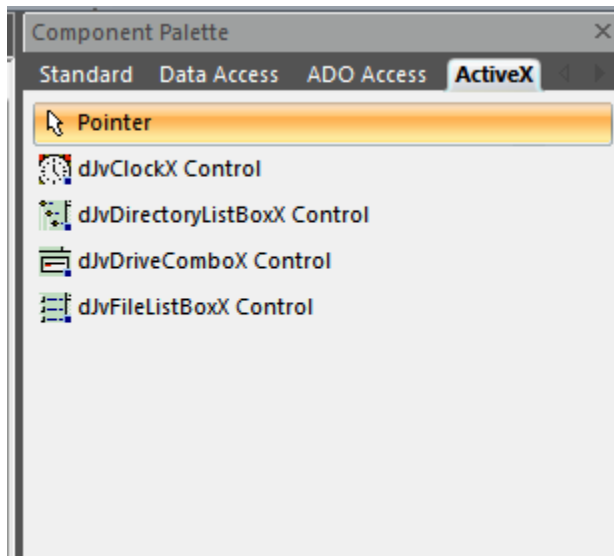 Component Palette
Standard Data Access ADO Access ActiveX
Pointer
dJvClockX Control
dJvDirectoryListBoxX Control
dJvDriveComboX Control
dJvFileListBoxX Control